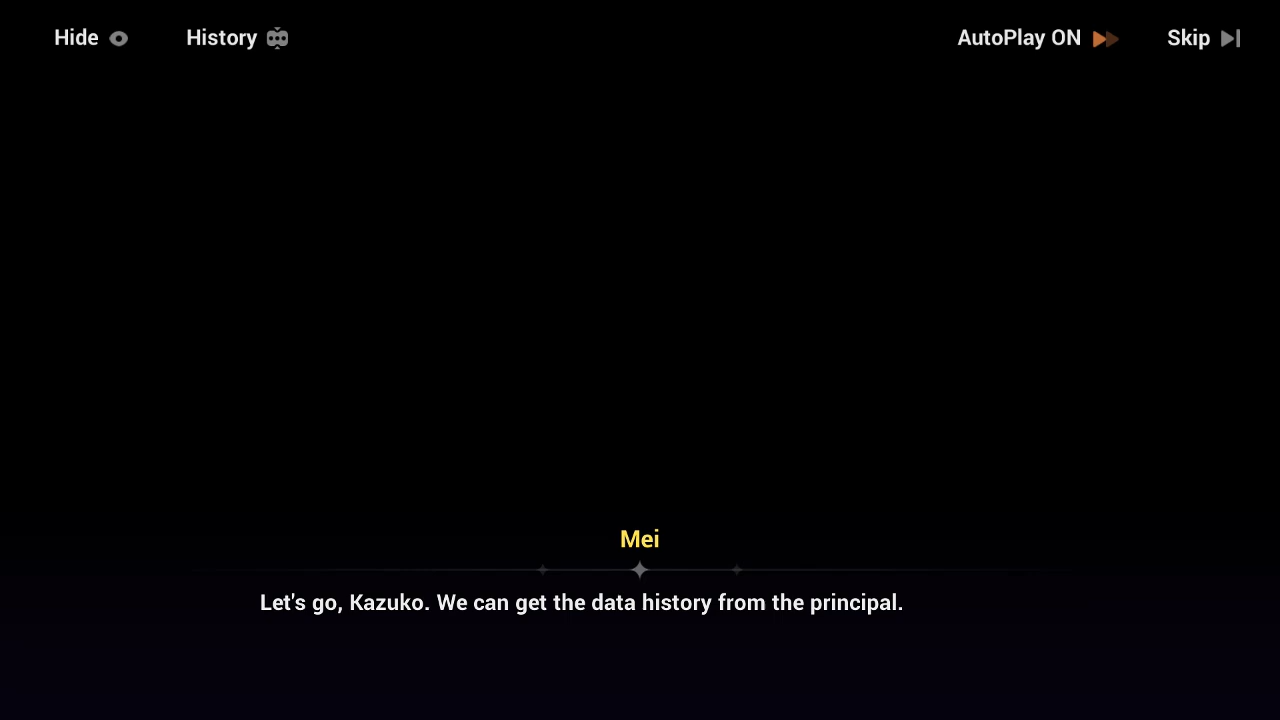 Hide
History
AutoPlay ON
Skip
Mei
Let's go, Kazuko. We can get the data history from the principal.